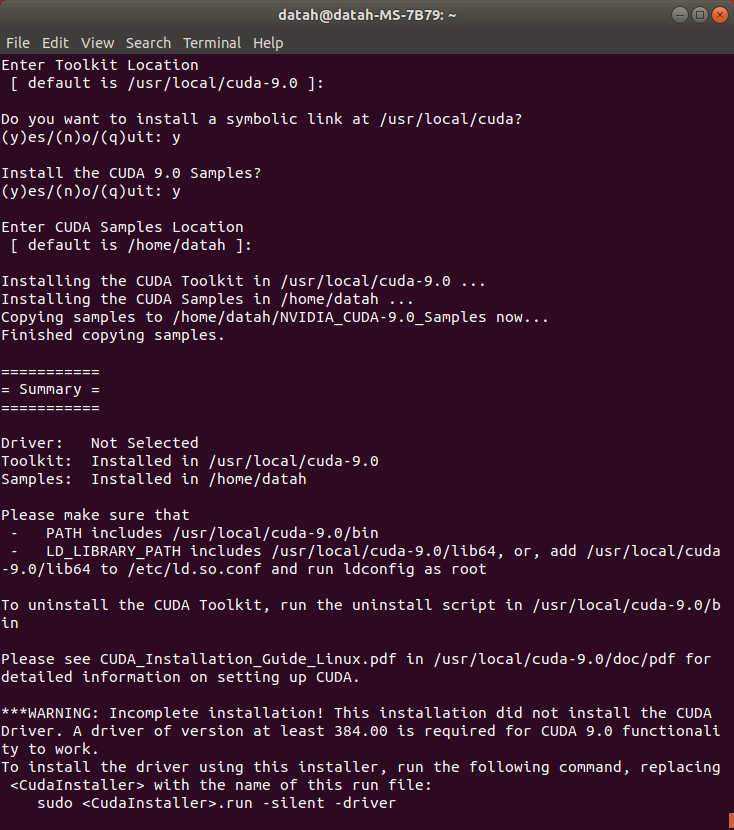 datah@datah-MS-7B79: ~
File Edit View Search Terminal Help
Enter Toolkit Location
 [ default is /usr/local/cuda-9.0 ]:
Do you want to install a symbolic link at /usr/local/cuda?
(y)es/(n)o/(q)uit: y
Install the CUDA 9.0 Samples?
(y)es/(n)o/(q)uit: y
Enter CUDA Samples Location
 [ default is /home/datah ]:
Installing the CUDA Toolkit in /usr/local/cuda-9.0 ...
Installing the CUDA Samples in /home/datah ...
Copying samples to /home/datah/NVIDIA_CUDA-9.0_Samples now...
Finished copying samples.
===========
= Summary =
===========
Driver:   Not Selected
Toolkit:  Installed in /usr/local/cuda-9.0
Samples:  Installed in /home/datah
Please make sure that
 -   PATH includes /usr/local/cuda-9.0/bin
 -   LD_LIBRARY_PATH includes /usr/local/cuda-9.0/lib64, or, add /usr/local/cuda
-9.0/lib64 to /etc/ld.so.conf and run ldconfig as root
To uninstall the CUDA Toolkit, run the uninstall script in /usr/local/cuda-9.0/b
in
Please see CUDA_Installation_Guide_Linux.pdf in /usr/local/cuda-9.0/doc/pdf for
detailed information on setting up CUDA.
***WARNING: Incomplete installation! This installation did not install the CUDA
Driver. A driver of version at least 384.00 is required for CUDA 9.0 functionali
ty to work.
To install the driver using this installer, run the following command, replacing
 <CudaInstaller> with the name of this run file:
    sudo <CudaInstaller>.run -silent -driver